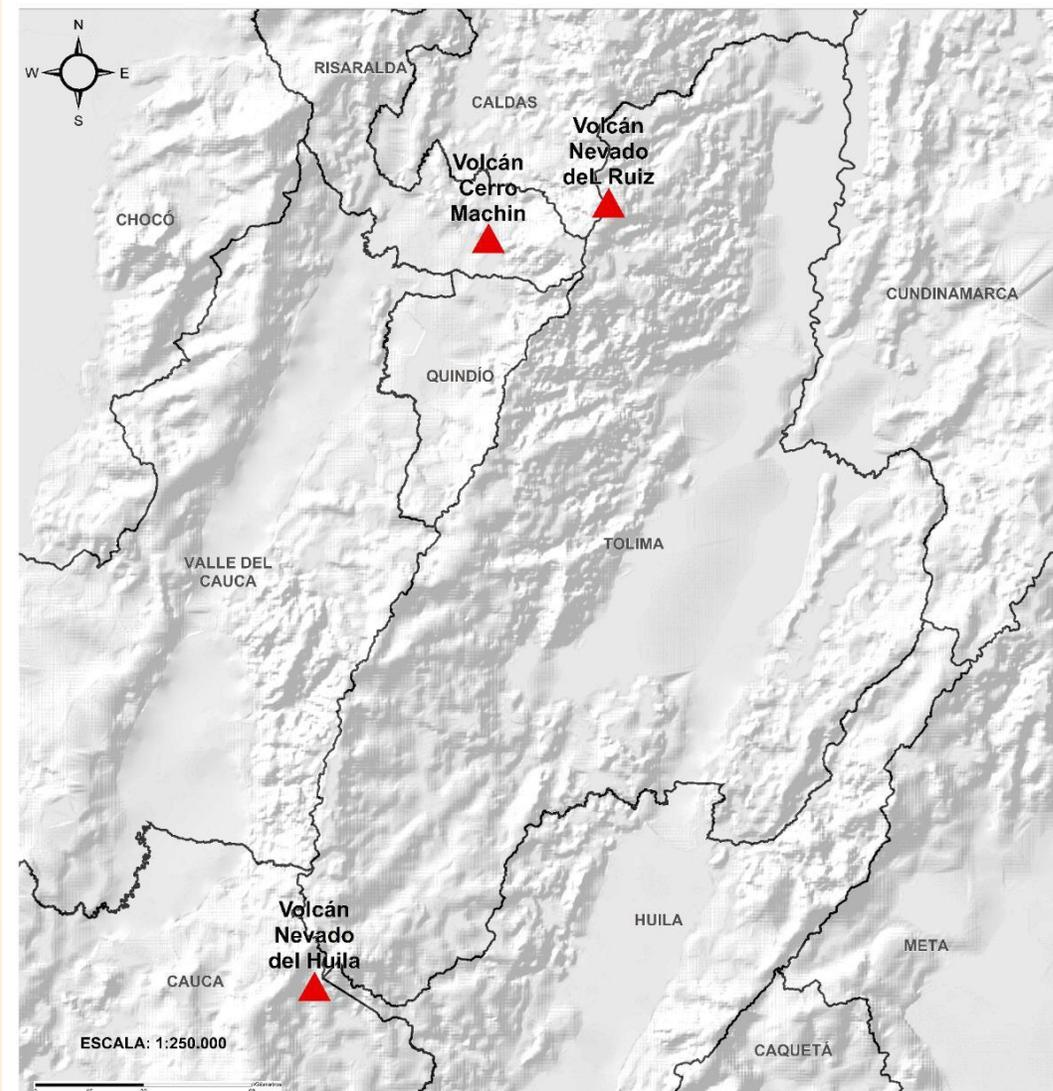 N
W
E
S
RISARALDA
CALDAS
Volcán
Nevado
deL Ruiz
Volcán
Cerro
Machin
CHOCÓ
CUNDINAMARCA
QUINDÍO
TOLIMA
VALLE DEL
CAUCA
Volcán
Nevado
del Huila
HUILA
META
CAUCA
ESCALA: 1:250.000
CAQUETÁ